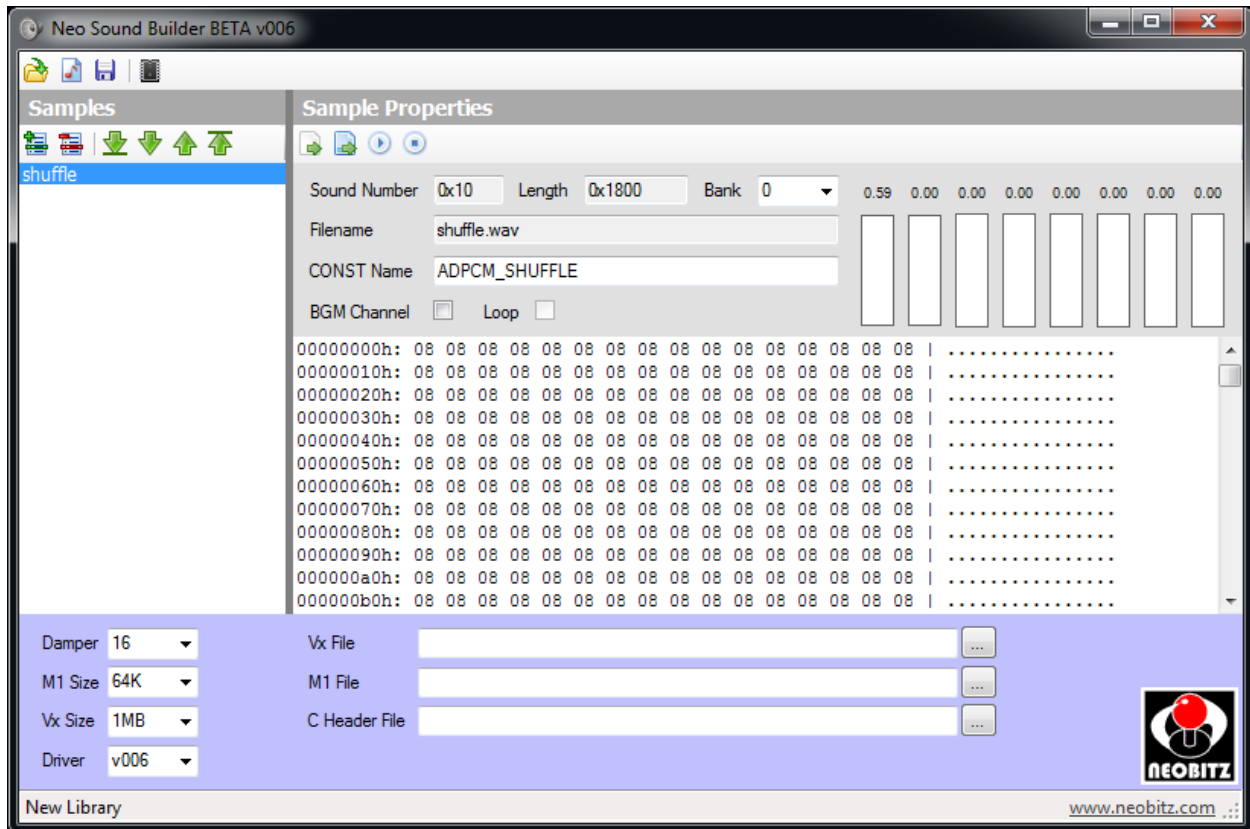 Neo Sound Builder BETA v006
Samples
Sample Properties
shuffle
Sound Number 0x10 Length 0x1800 Bank 0 0.59 0.00 0.00 0.00 0.00 0.00 0.00 0.00
Filename shuffle.wav
CONST Name ADPCM_SHUFFLE
BGM Channel Loop
00000000h: 08 08 08 08 08 08 08 08 08 08 08 08 08 08 08 08 | ................
00000010h: 08 08 08 08 08 08 08 08 08 08 08 08 08 08 08 08 | ................
00000020h: 08 08 08 08 08 08 08 08 08 08 08 08 08 08 08 08 | ................
00000030h: 08 08 08 08 08 08 08 08 08 08 08 08 08 08 08 08 | ................
00000040h: 08 08 08 08 08 08 08 08 08 08 08 08 08 08 08 08 | ................
00000050h: 08 08 08 08 08 08 08 08 08 08 08 08 08 08 08 08 | ................
00000060h: 08 08 08 08 08 08 08 08 08 08 08 08 08 08 08 08 | ................
00000070h: 08 08 08 08 08 08 08 08 08 08 08 08 08 08 08 08 | ................
00000080h: 08 08 08 08 08 08 08 08 08 08 08 08 08 08 08 08 | ................
00000090h: 08 08 08 08 08 08 08 08 08 08 08 08 08 08 08 08 | ................
000000a0h: 08 08 08 08 08 08 08 08 08 08 08 08 08 08 08 08 | ................
000000b0h: 08 08 08 08 08 08 08 08 08 08 08 08 08 08 08 08 | ................
Damper 16 Vx File ...
M1 Size 64K M1 File ...
Vx Size 1MB C Header File ...
Driver v006
NEOBITZ
New Library www.neobitz.com